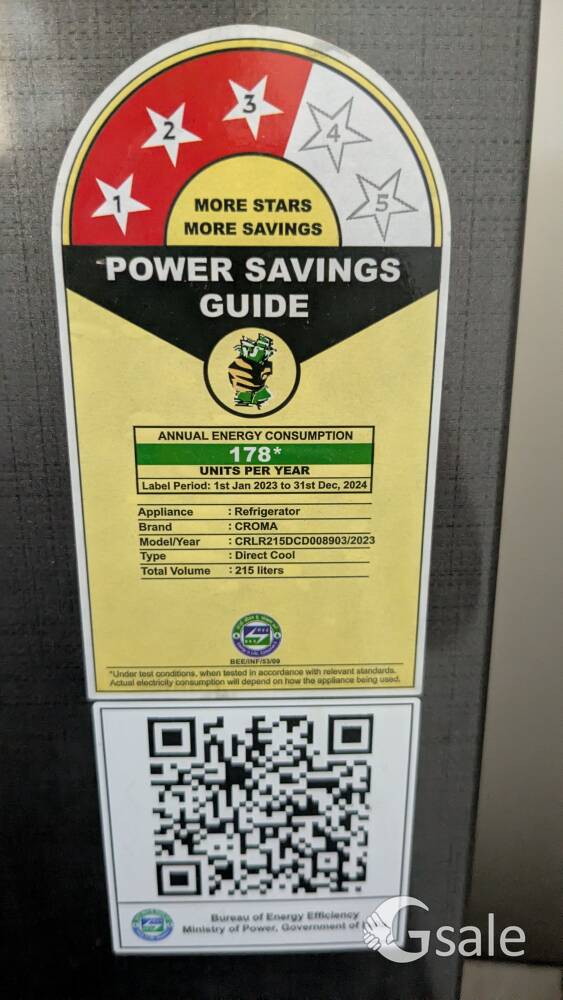 1
2
3
4
5
MORE STARS
MORE SAVINGS
POWER SAVINGS
GUIDE
ANNUAL ENERGY CONSUMPTION
178*
UNITS PER YEAR
Label Period: 1st Jan 2023 to 31st Dec, 2024
Appliance : Refrigerator
Brand : CROMA
Model/Year : CRLR215DCD008903/2023
Type : Direct Cool
Total Volume : 215 liters
BEE/INF/53/09
*Under test conditions, when tested in accordance with relevant standards.
Actual electricity consumption will depend on how the appliance being used.
Bureau of Energy Efficiency
Ministry of Power, Government of
Gsale